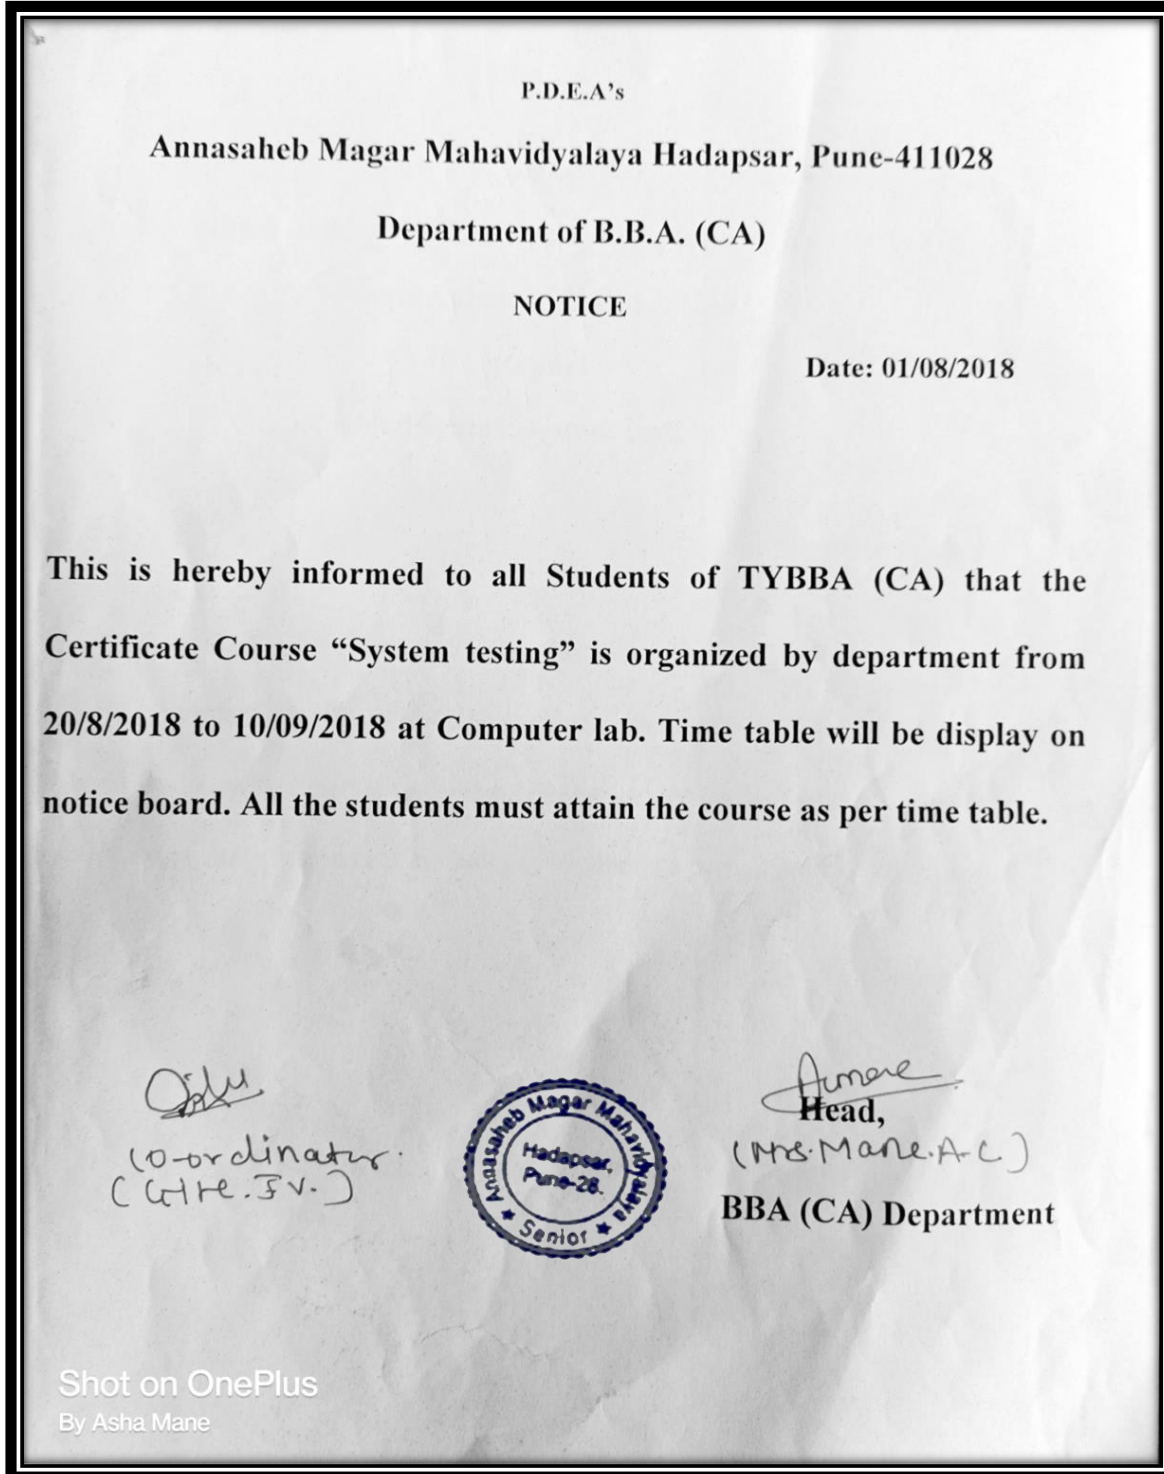 P.D.E.A's
Annasaheb Magar Mahavidyalaya Hadapsar, Pune-411028
Department of B.B.A. (CA)
NOTICE
Date: 01/08/2018
This is hereby informed to all Students of TYBBA (CA) that the
Certificate Course “System testing” is organized by department from
20/8/2018 to 10/09/2018 at Computer lab. Time table will be display on
notice board. All the students must attain the course as per time table.
Co-ordinator.
Head,
(Mrs. Mane. A. C.)
BBA (CA) Department
Annasaheb Magar Mahavidyalaya
Hadapsar,
Pune-28.
★ Senior ★
Shot on OnePlus
By Asha Mane